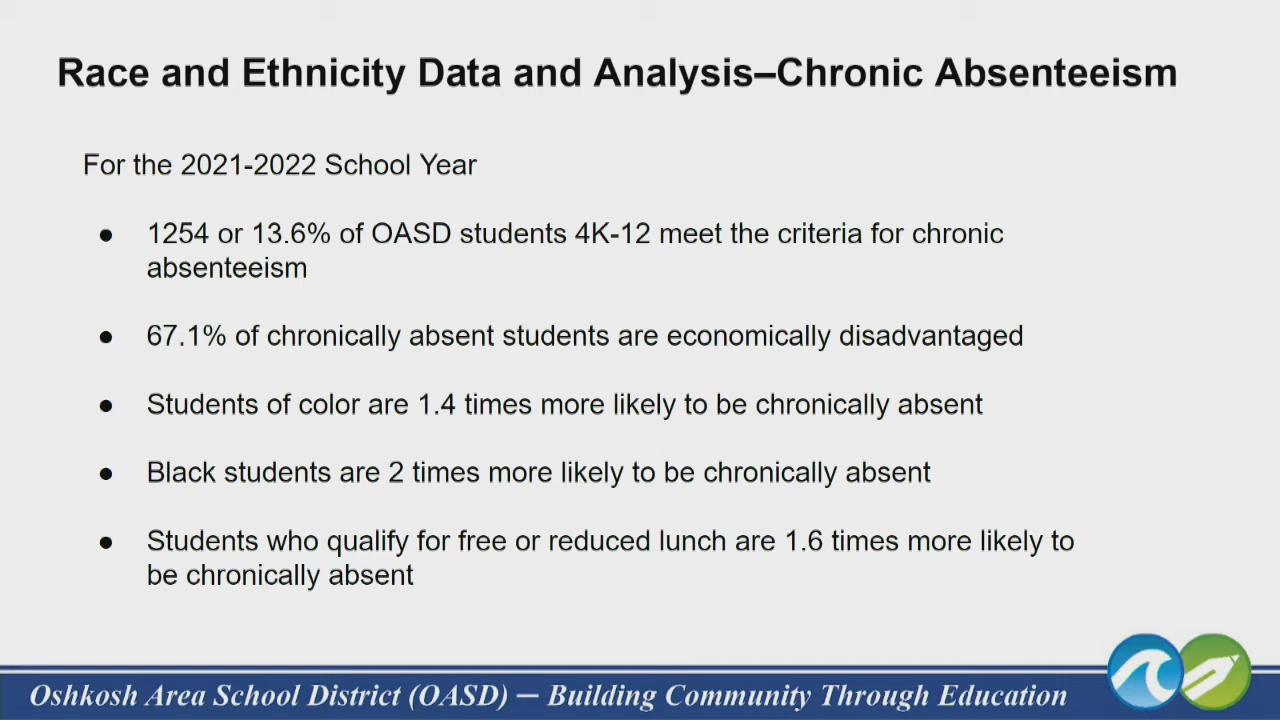 Race and Ethnicity Data and Analysis–Chronic Absenteeism
For the 2021-2022 School Year
● 1254 or 13.6% of OASD students 4K-12 meet the criteria for chronic
absenteeism
● 67.1% of chronically absent students are economically disadvantaged
● Students of color are 1.4 times more likely to be chronically absent
● Black students are 2 times more likely to be chronically absent
● Students who qualify for free or reduced lunch are 1.6 times more likely to
be chronically absent
Oshkosh Area School District (OASD) — Building Community Through Education